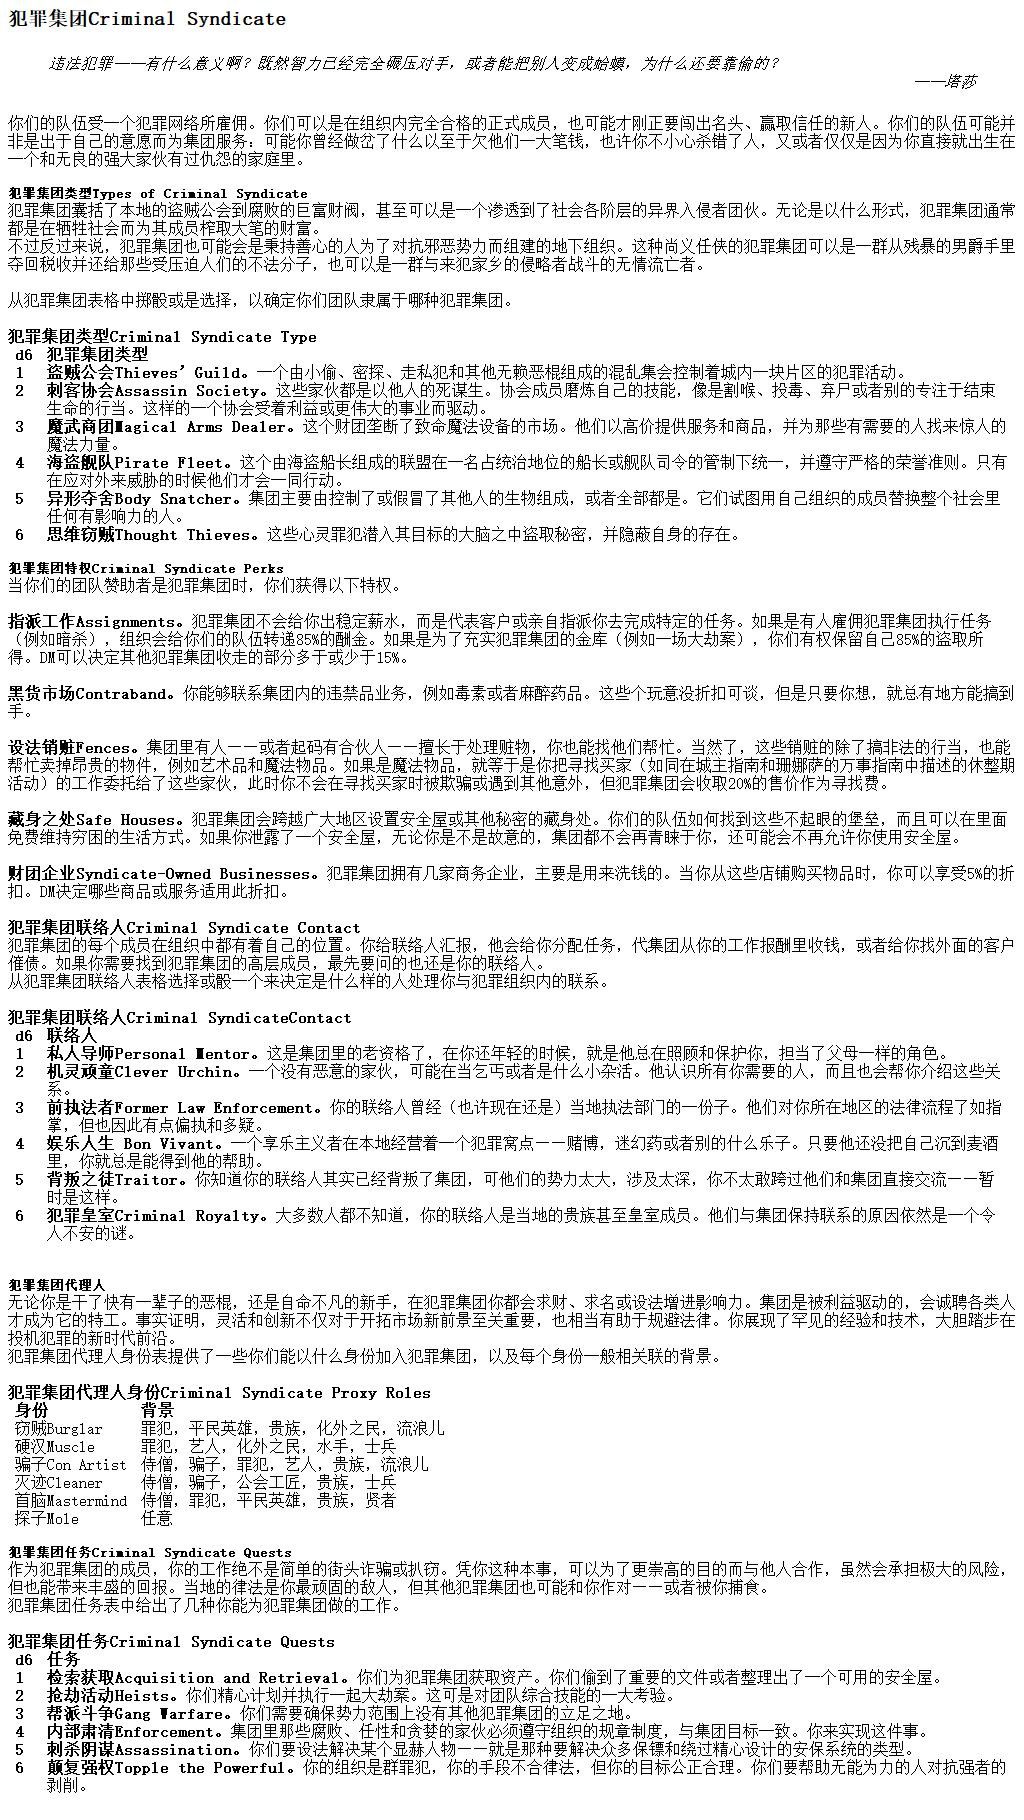 犯罪集团Criminal Syndicate
违法犯罪——有什么意义啊？既然智力已经完全碾压对手，或者能把别人变成蛤蟆，为什么还要靠偷的？
——塔莎
你们的队伍受一个犯罪网络所雇佣。你们可以是在组织内完全合格的正式成员，也可能才刚正要闯出名头、赢取信任的新人。你们的队伍可能并
非是出于自己的意愿而为集团服务：可能你曾经做岔了什么以至于欠他们一大笔钱，也许你不小心杀错了人，又或者仅仅是因为你直接就出生在
一个和无良的强大家伙有过仇怨的家庭里。
犯罪集团类型Types of Criminal Syndicate
犯罪集团囊括了本地的盗贼公会到腐败的巨富财阀，甚至可以是一个渗透到了社会各阶层的异界入侵者团伙。无论是以什么形式，犯罪集团通常
都是在牺牲社会而为其成员榨取大笔的财富。
不过反过来说，犯罪集团也可能会是秉持善心的人为了对抗邪恶势力而组建的地下组织。这种尚义任侠的犯罪集团可以是一群从残暴的男爵手里
夺回税收并还给那些受压迫人们的不法分子，也可以是一群与来犯家乡的侵略者战斗的无情流亡者。
从犯罪集团表格中掷骰或是选择，以确定你们团队隶属于哪种犯罪集团。
犯罪集团类型Criminal Syndicate Type
d6 犯罪集团类型
1 盗贼公会Thieves’ Guild。一个由小偷、密探、走私犯和其他无赖恶棍组成的混乱集会控制着城内一块片区的犯罪活动。
2 刺客协会Assassin Society。这些家伙都是以他人的死谋生。协会成员磨炼自己的技能，像是割喉、投毒、弃尸或者别的专注于结束
生命的行当。这样的一个协会受着利益或更伟大的事业而驱动。
3 魔武商团Magical Arms Dealer。这个财团垄断了致命魔法设备的市场。他们以高价提供服务和商品，并为那些有需要的人找来惊人的
魔法力量。
4 海盗舰队Pirate Fleet。这个由海盗船长组成的联盟在一名占统治地位的船长或舰队司令的管制下统一，并遵守严格的荣誉准则。只有
在应对外来威胁的时候他们才会一同行动。
5 异形夺舍Body Snatcher。集团主要由控制了或假冒了其他人的生物组成，或者全部都是。它们试图用自己组织的成员替换整个社会里
任何有影响力的人。
6 思维窃贼Thought Thieves。这些心灵罪犯潜入其目标的大脑之中盗取秘密，并隐蔽自身的存在。
犯罪集团特权Criminal Syndicate Perks
当你们的团队赞助者是犯罪集团时，你们获得以下特权。
指派工作Assignments。犯罪集团不会给你出稳定薪水，而是代表客户或亲自指派你去完成特定的任务。如果是有人雇佣犯罪集团执行任务
（例如暗杀），组织会给你们的队伍转递85%的酬金。如果是为了充实犯罪集团的金库（例如一场大劫案），你们有权保留自己85%的盗取所
得。DM可以决定其他犯罪集团收走的部分多于或少于15%。
黑货市场Contraband。你能够联系集团内的违禁品业务，例如毒素或者麻醉药品。这些个玩意没折扣可谈，但是只要你想，就总有地方能搞到
手。
设法销赃Fences。集团里有人——或者起码有合伙人——擅长于处理赃物，你也能找他们帮忙。当然了，这些销赃的除了搞非法的行当，也能
帮忙卖掉昂贵的物件，例如艺术品和魔法物品。如果是魔法物品，就等于是你把寻找买家（如同在城主指南和珊娜萨的万事指南中描述的休整期
活动）的工作委托给了这些家伙，此时你不会在寻找买家时被欺骗或遇到其他意外，但犯罪集团会收取20%的售价作为寻找费。
藏身之处Safe Houses。犯罪集团会跨越广大地区设置安全屋或其他秘密的藏身处。你们的队伍如何找到这些不起眼的堡垒，而且可以在里面
免费维持穷困的生活方式。如果你泄露了一个安全屋，无论你是不是故意的，集团都不会再青睐于你，还可能会不再允许你使用安全屋。
财团企业Syndicate-Owned Businesses。犯罪集团拥有几家商务企业，主要是用来洗钱的。当你从这些店铺购买物品时，你可以享受5%的折
扣。DM决定哪些商品或服务适用此折扣。
犯罪集团联络人Criminal Syndicate Contact
犯罪集团的每个成员在组织中都有着自己的位置。你给联络人汇报，他会给你分配任务，代集团从你的工作报酬里收钱，或者给你找外面的客户
催债。如果你需要找到犯罪集团的高层成员，最先要问的也还是你的联络人。
从犯罪集团联络人表格选择或骰一个来决定是什么样的人处理你与犯罪组织内的联系。
犯罪集团联络人Criminal SyndicateContact
d6 联络人
1 私人导师Personal Mentor。这是集团里的老资格了，在你还年轻的时候，就是他总在照顾和保护你，担当了父母一样的角色。
2 机灵顽童Clever Urchin。一个没有恶意的家伙，可能在当乞丐或者是什么小杂活。他认识所有你需要的人，而且也会帮你介绍这些关
系。
3 前执法者Former Law Enforcement。你的联络人曾经（也许现在还是）当地执法部门的一份子。他们对你所在地区的法律流程了如指
掌，但也因此有点偏执和多疑。
4 娱乐人生 Bon Vivant。一个享乐主义者在本地经营着一个犯罪窝点——赌博，迷幻药或者别的什么乐子。只要他还没把自己沉到麦酒
里，你就总是能得到他的帮助。
5 背叛之徒Traitor。你知道你的联络人其实已经背叛了集团，可他们的势力太大，涉及太深，你不太敢跨过他们和集团直接交流——暂
时是这样。
6 犯罪皇室Criminal Royalty。大多数人都不知道，你的联络人是当地的贵族甚至皇室成员。他们与集团保持联系的原因依然是一个令
人不安的谜。
犯罪集团代理人
无论你是干了快有一辈子的恶棍，还是自命不凡的新手，在犯罪集团你都会求财、求名或设法增进影响力。集团是被利益驱动的，会诚聘各类人
才成为它的特工。事实证明，灵活和创新不仅对于开拓市场新前景至关重要，也相当有助于规避法律。你展现了罕见的经验和技术，大胆踏步在
投机犯罪的新时代前沿。
犯罪集团代理人身份表提供了一些你们能以什么身份加入犯罪集团，以及每个身份一般相关联的背景。
犯罪集团代理人身份Criminal Syndicate Proxy Roles
身份 背景
窃贼Burglar 罪犯，平民英雄，贵族，化外之民，流浪儿
硬汉Muscle 罪犯，艺人，化外之民，水手，士兵
骗子Con Artist 侍僧，骗子，罪犯，艺人，贵族，流浪儿
灭迹Cleaner 侍僧，骗子，公会工匠，贵族，士兵
首脑Mastermind 侍僧，罪犯，平民英雄，贵族，贤者
探子Mole 任意
犯罪集团任务Criminal Syndicate Quests
作为犯罪集团的成员，你的工作绝不是简单的街头诈骗或扒窃。凭你这种本事，可以为了更崇高的目的而与他人合作，虽然会承担极大的风险，
但也能带来丰盛的回报。当地的律法是你最顽固的敌人，但其他犯罪集团也可能和你作对——或者被你捕食。
犯罪集团任务表中给出了几种你能为犯罪集团做的工作。
犯罪集团任务Criminal Syndicate Quests
d6 任务
1 检索获取Acquisition and Retrieval。你们为犯罪集团获取资产。你们偷到了重要的文件或者整理出了一个可用的安全屋。
2 抢劫活动Heists。你们精心计划并执行一起大劫案。这可是对团队综合技能的一大考验。
3 帮派斗争Gang Warfare。你们需要确保势力范围上没有其他犯罪集团的立足之地。
4 内部肃清Enforcement。集团里那些腐败、任性和贪婪的家伙必须遵守组织的规章制度，与集团目标一致。你来实现这件事。
5 刺杀阴谋Assassination。你们要设法解决某个显赫人物——就是那种要解决众多保镖和绕过精心设计的安保系统的类型。
6 颠复强权Topple the Powerful。你的组织是群罪犯，你的手段不合律法，但你的目标公正合理。你们要帮助无能为力的人对抗强者的
剥削。